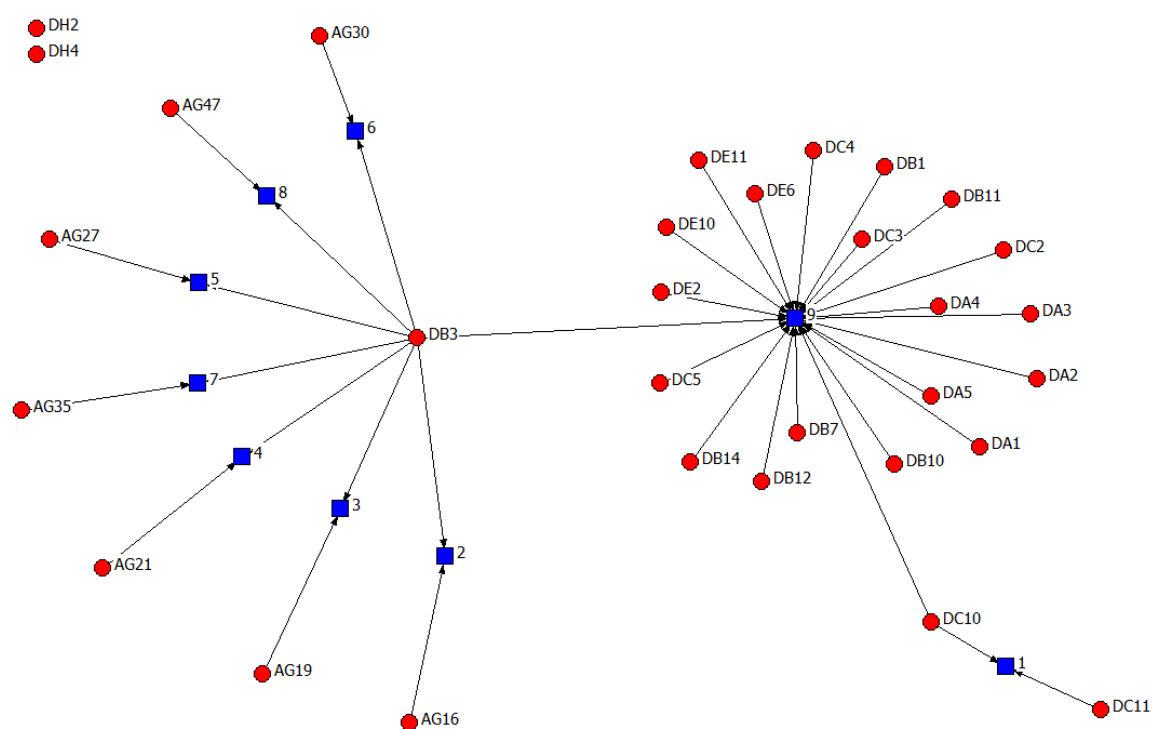 DH2
DH4
AG30
AG47
6
DC4
DE11
DB1
8
DE6
DB11
AG27
DE10
DC3
DC2
5
DE2
DA4
DA3
9
DB3
7
DC5
DA2
AG35
DA5
DB7
DA1
4
DB14
DB10
DB12
3
2
AG21
DC10
1
AG19
DC11
AG16